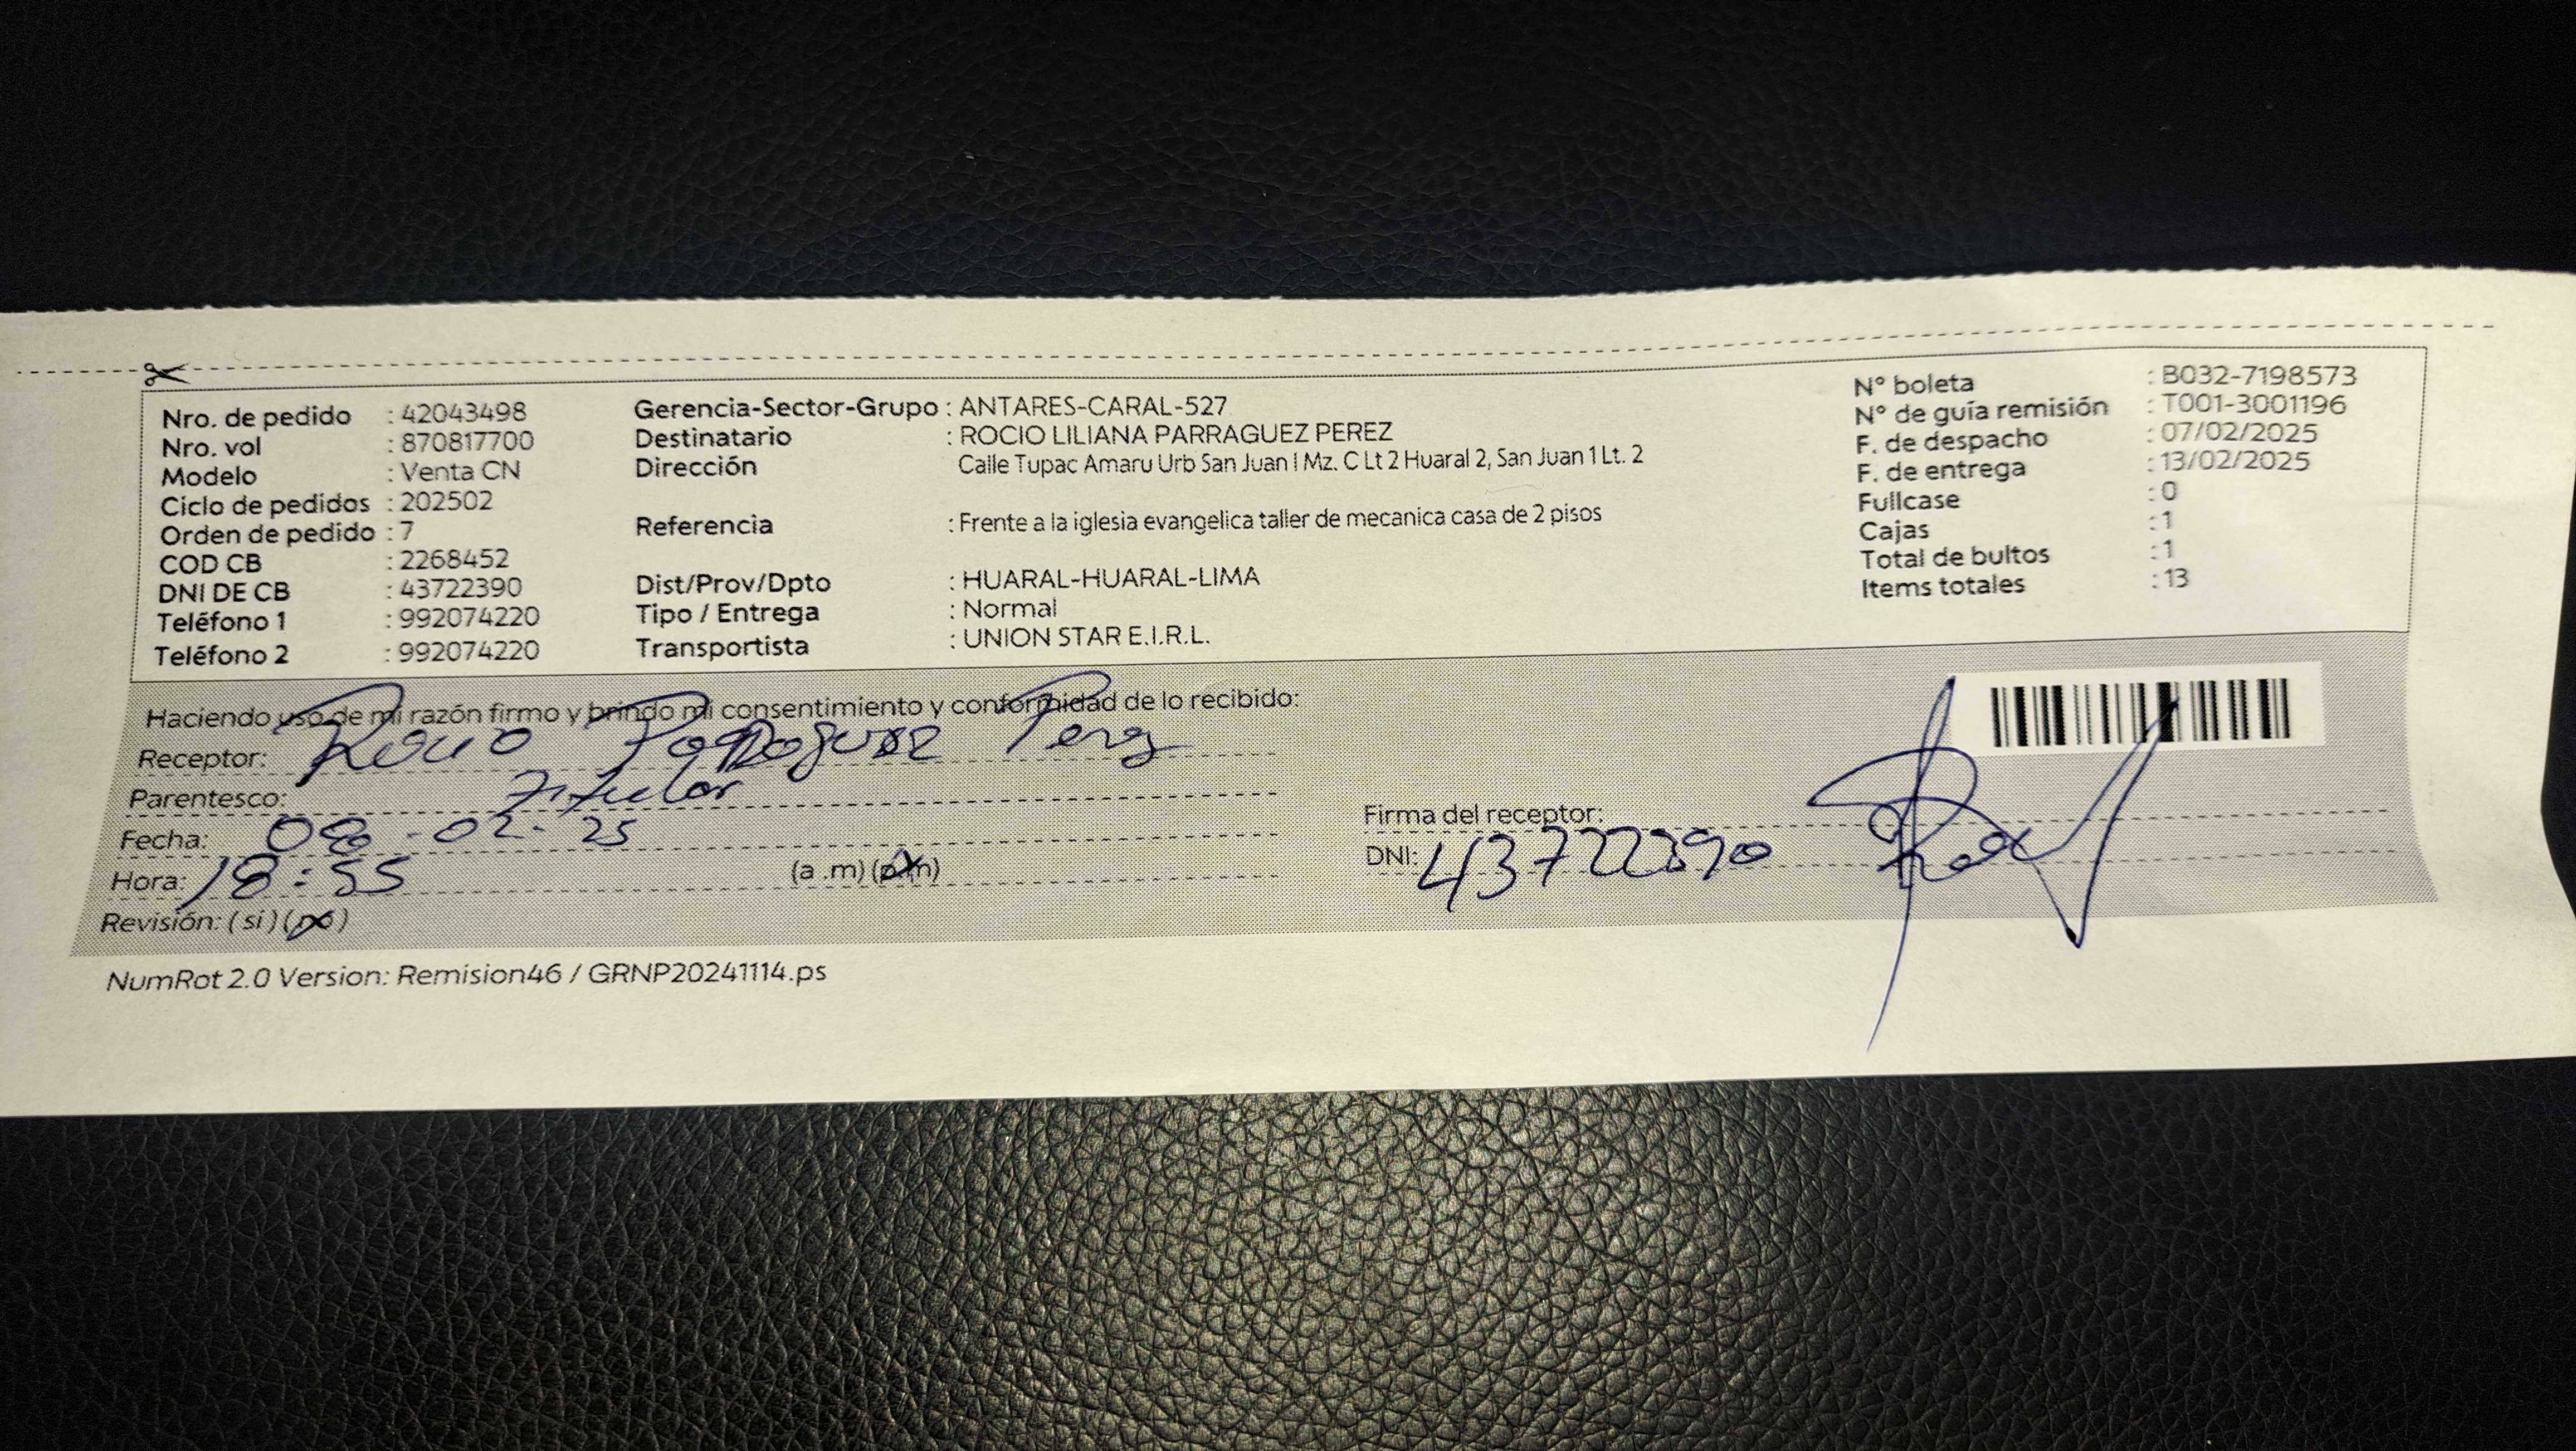 Nro. de pedido : 42043498
Nro. vol : 870817700
Modelo : Venta CN
Ciclo de pedidos : 202502
Orden de pedido : 7
COD CB : 2268452
DNI DE CB : 43722390
Teléfono 1 : 992074220
Teléfono 2 : 992074220
Gerencia-Sector-Grupo : ANTARES-CARAL-527
Destinatario : ROCIO LILIANA PARRAGUEZ PEREZ
Dirección Calle Tupac Amaru Urb San Juan I Mz. C Lt 2 Huaral 2, San Juan 1 Lt. 2
Referencia : Frente a la iglesia evangelica taller de mecanica casa de 2 pisos
Dist/Prov/Dpto : HUARAL-HUARAL-LIMA
Tipo / Entrega : Normal
Transportista : UNION STAR E.I.R.L.
N° boleta : B032-7198573
N° de guía remisión : T001-3001196
F. de despacho : 07/02/2025
F. de entrega : 13/02/2025
Fullcase : 0
Cajas : 1
Total de bultos : 1
Items totales : 13
Haciendo uso de mi razón firmo y brindo mi consentimiento y conformidad de lo recibido:
Receptor: Rocio Parraguez Perez
Parentesco: Titular
Fecha: 08-02-25
Hora: 18:55 (a .m) (p.m)
Revisión: ( si ) ( no )
Firma del receptor:
DNI: 43722390
NumRot 2.0 Version: Remision46 / GRNP20241114.ps